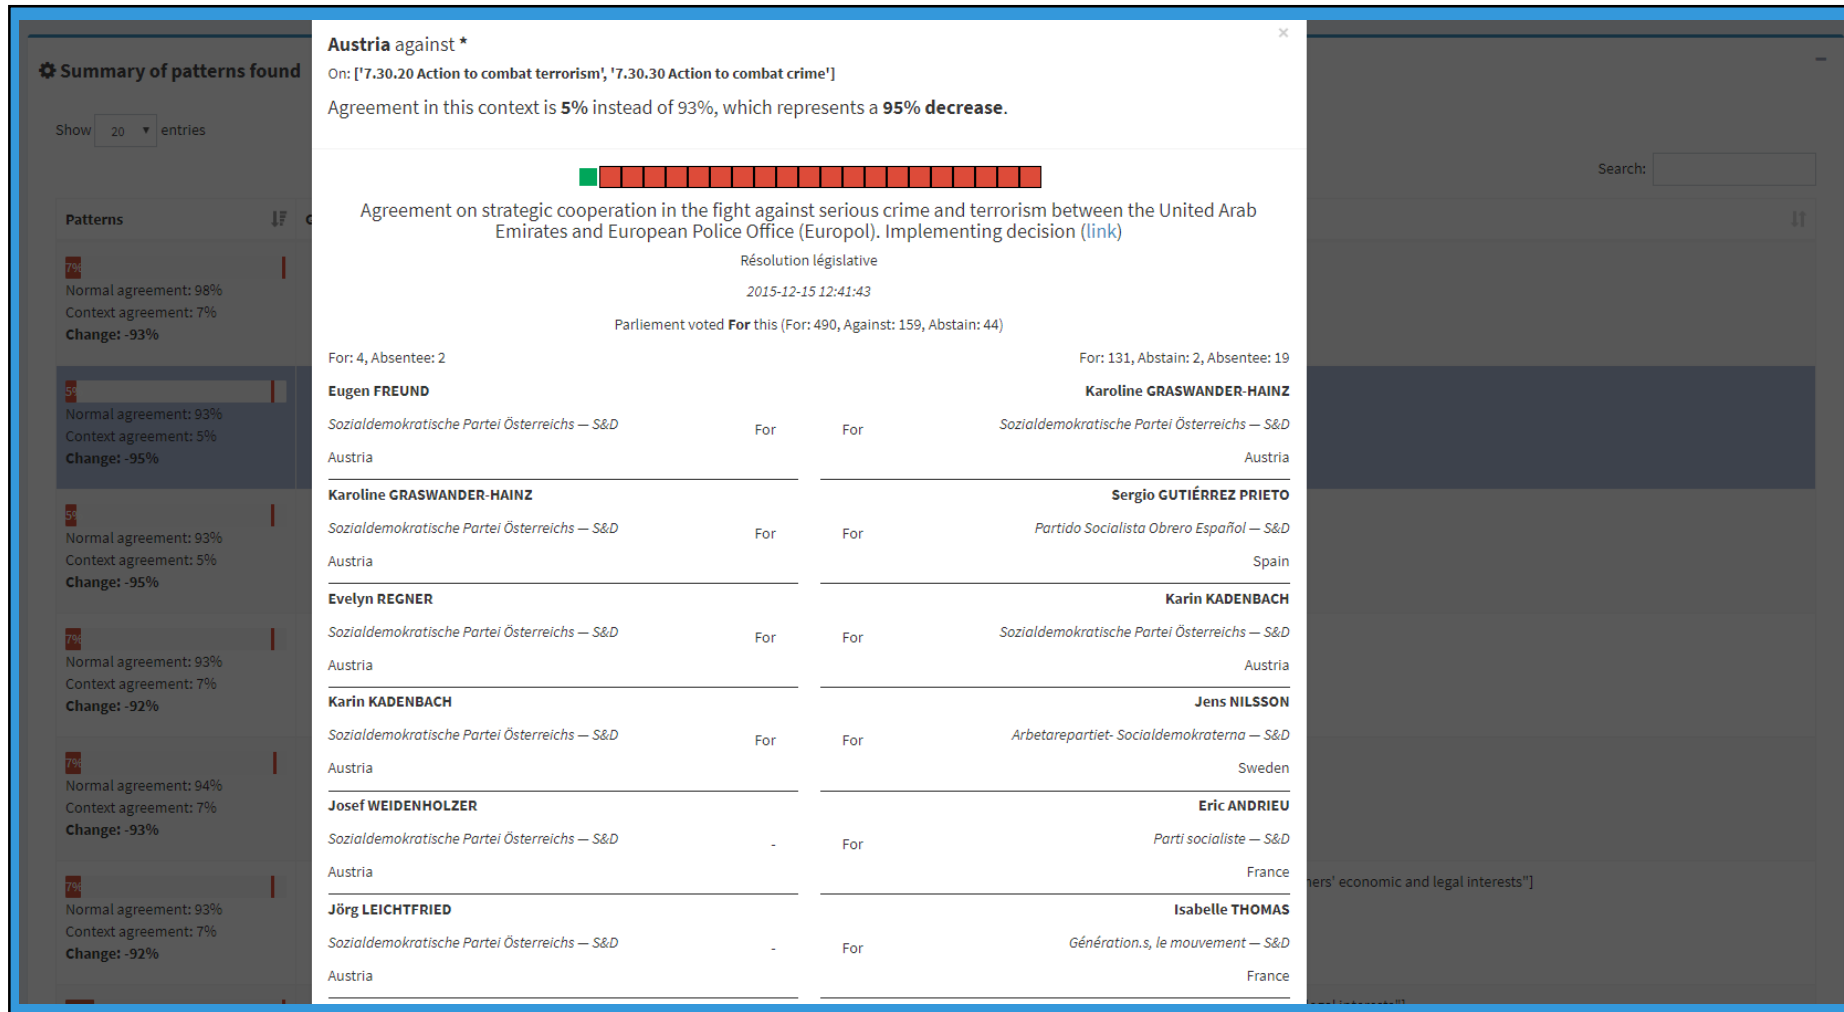 Summary of patterns found
Show 20 entries
Search:
Patterns
7%
Normal agreement: 98%
Context agreement: 7%
Change: -93%
5%
Normal agreement: 93%
Context agreement: 5%
Change: -95%
5%
Normal agreement: 93%
Context agreement: 5%
Change: -95%
7%
Normal agreement: 93%
Context agreement: 7%
Change: -92%
7%
Normal agreement: 94%
Context agreement: 7%
Change: -93%
7%
Normal agreement: 93%
Context agreement: 7%
Change: -92%
Austria against *
On: ['7.30.20 Action to combat terrorism', '7.30.30 Action to combat crime']
Agreement in this context is 5% instead of 93%, which represents a 95% decrease.
×
Agreement on strategic cooperation in the fight against serious crime and terrorism between the United Arab
Emirates and European Police Office (Europol). Implementing decision (link)
Résolution législative
2015-12-15 12:41:43
Parliement voted For this (For: 490, Against: 159, Abstain: 44)
For: 4, Absentee: 2
For: 131, Abstain: 2, Absentee: 19
Eugen FREUND
Sozialdemokratische Partei Österreichs — S&D
Austria
For
For
Karoline GRASWANDER-HAINZ
Sozialdemokratische Partei Österreichs — S&D
Austria
Karoline GRASWANDER-HAINZ
Sozialdemokratische Partei Österreichs — S&D
Austria
For
For
Sergio GUTIÉRREZ PRIETO
Partido Socialista Obrero Español — S&D
Spain
Evelyn REGNER
Sozialdemokratische Partei Österreichs — S&D
Austria
For
For
Karin KADENBACH
Sozialdemokratische Partei Österreichs — S&D
Austria
Karin KADENBACH
Sozialdemokratische Partei Österreichs — S&D
Austria
For
For
Jens NILSSON
Arbetarepartiet- Socialdemokraterna — S&D
Sweden
Josef WEIDENHOLZER
Sozialdemokratische Partei Österreichs — S&D
Austria
-
For
Eric ANDRIEU
Parti socialiste — S&D
France
Jörg LEICHTFRIED
Sozialdemokratische Partei Österreichs — S&D
Austria
-
For
Isabelle THOMAS
Génération.s, le mouvement — S&D
France
economic and legal interests"]